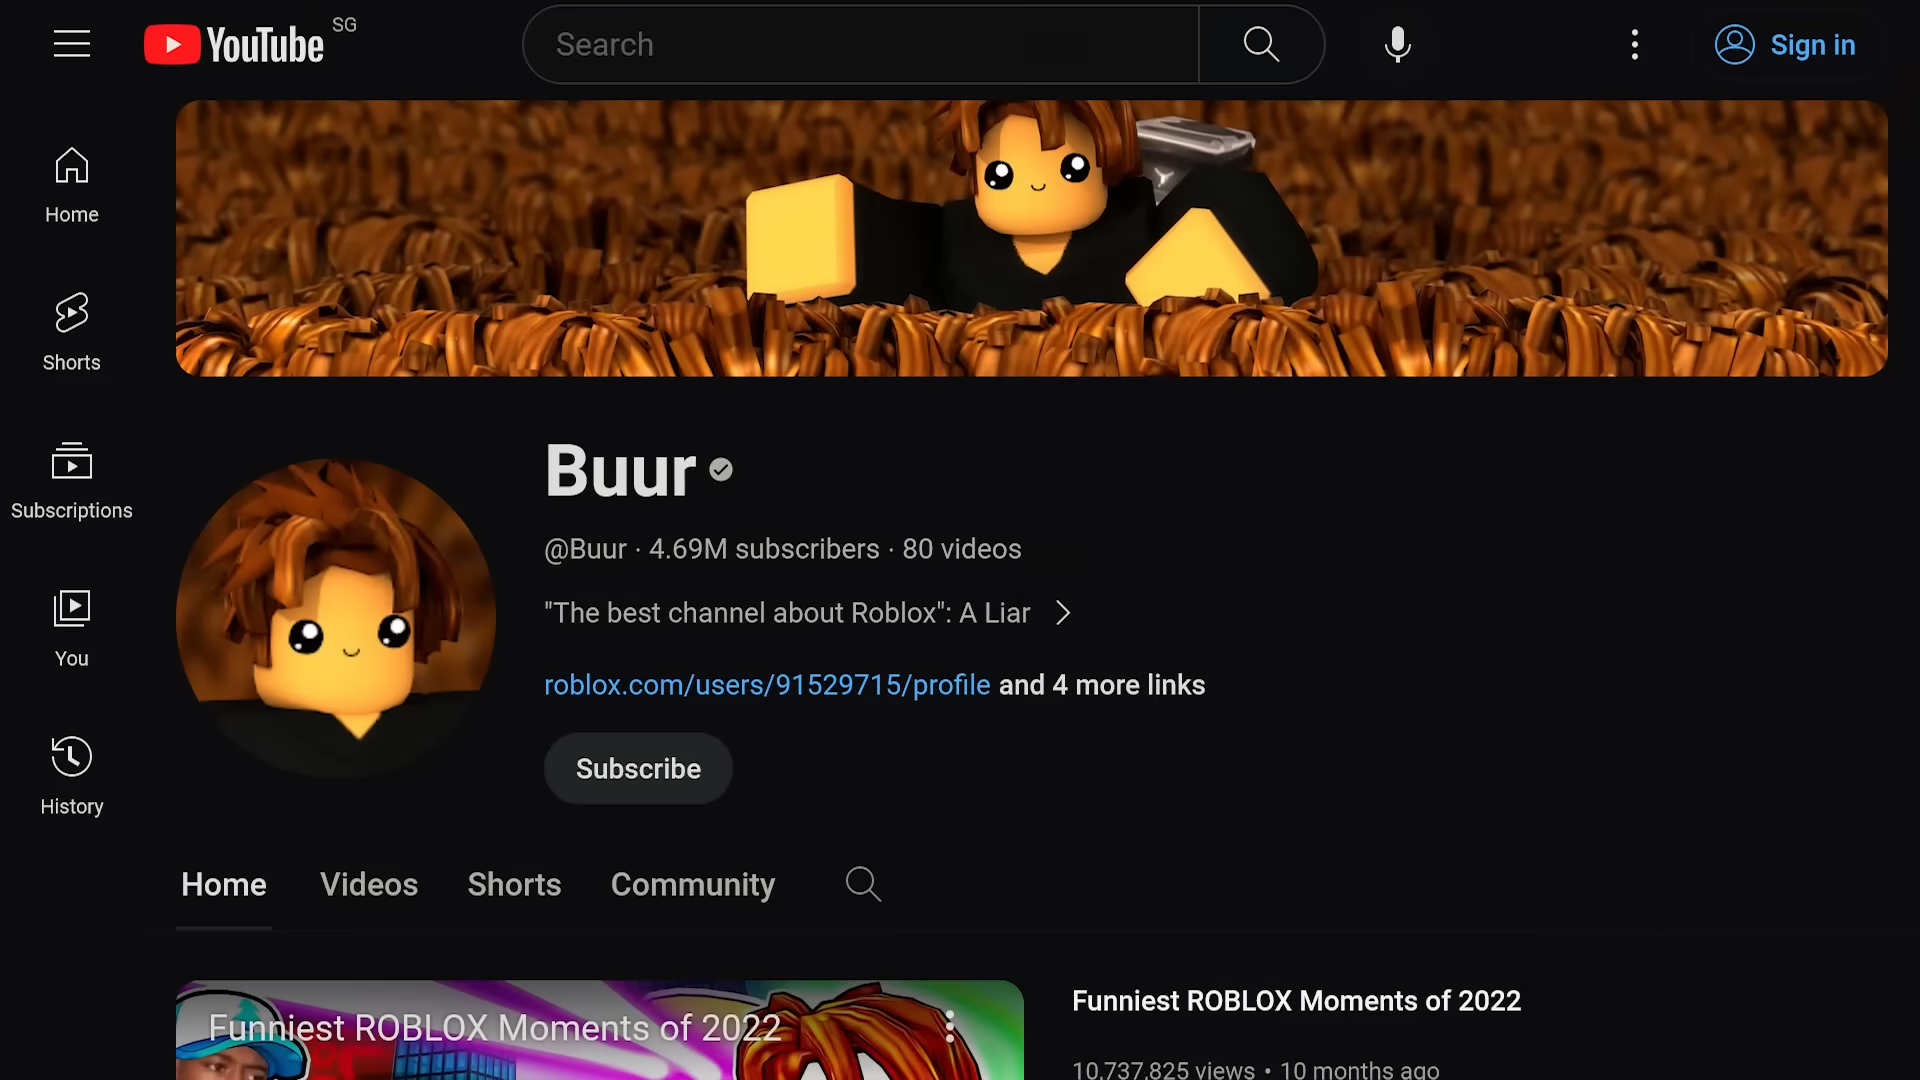 YouTube SG
Search
Sign in
Home
Shorts
Subscriptions
You
History
Buur
@Buur · 4.69M subscribers · 80 videos
"The best channel about Roblox": A Liar
roblox.com/users/91529715/profile and 4 more links
Subscribe
Home Videos Shorts Community
Funniest ROBLOX Moments of 2022
Funniest ROBLOX Moments of 2022
10,737,825 views • 10 months ago